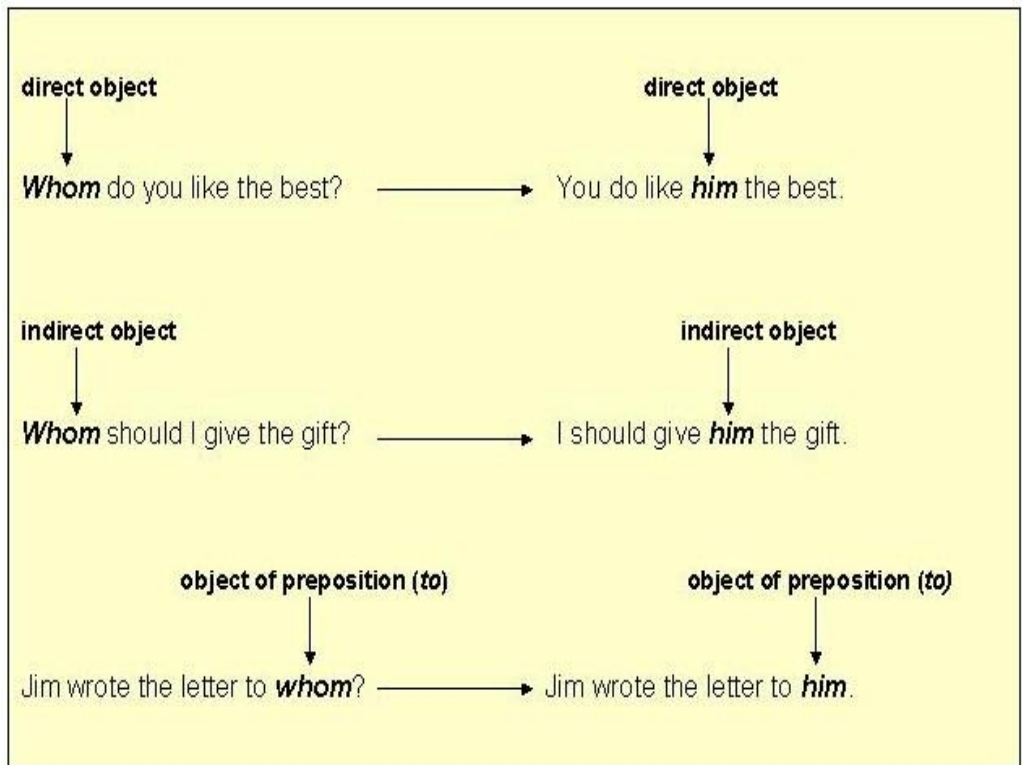 direct object direct object
Whom do you like the best? You do like him the best.
indirect object indirect object
Whom should I give the gift? I should give him the gift.
object of preposition (to) object of preposition (to)
Jim wrote the letter to whom? Jim wrote the letter to him.